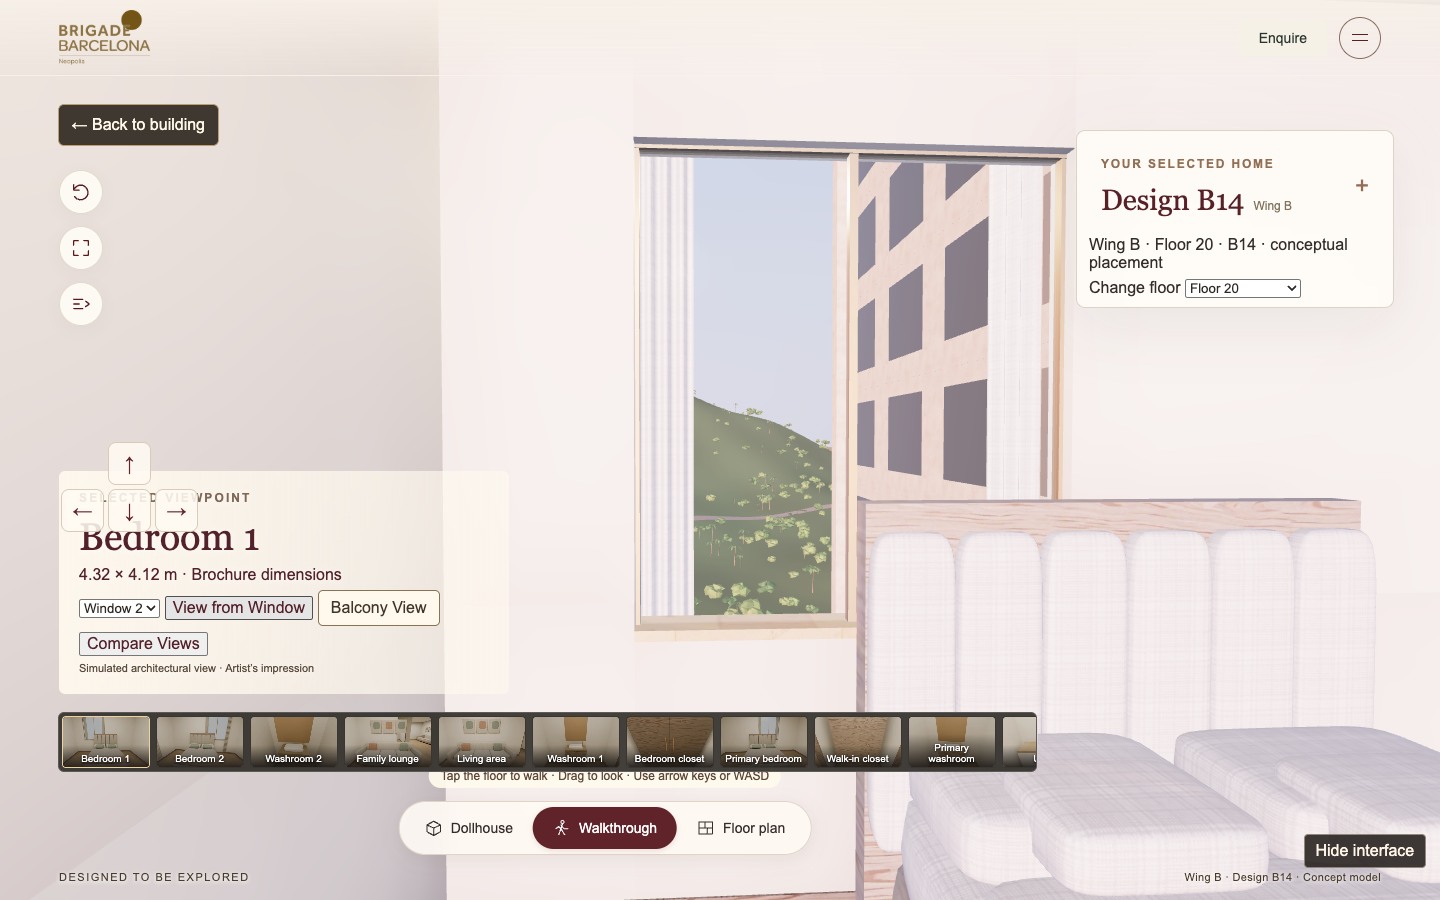 BRIGADE
BARCELONA
Neopolis
Enquire
← Back to building
YOUR SELECTED HOME
Design B14 Wing B
+
Wing B · Floor 20 · B14 · conceptual
placement
Change floor Floor 20
SELECTED VIEWPOINT
Bedroom 1
4.32 × 4.12 m · Brochure dimensions
Window 2 View from Window Balcony View
Compare Views
Simulated architectural view · Artist's impression
Bedroom 1 Bedroom 2 Washroom 2 Family lounge Living area Washroom 1 Bedroom closet Primary bedroom Walk-in closet Primary washroom
Tap the floor to walk · Drag to look · Use arrow keys or WASD
Dollhouse Walkthrough Floor plan
Hide interface
DESIGNED TO BE EXPLORED
Wing B · Design B14 · Concept model